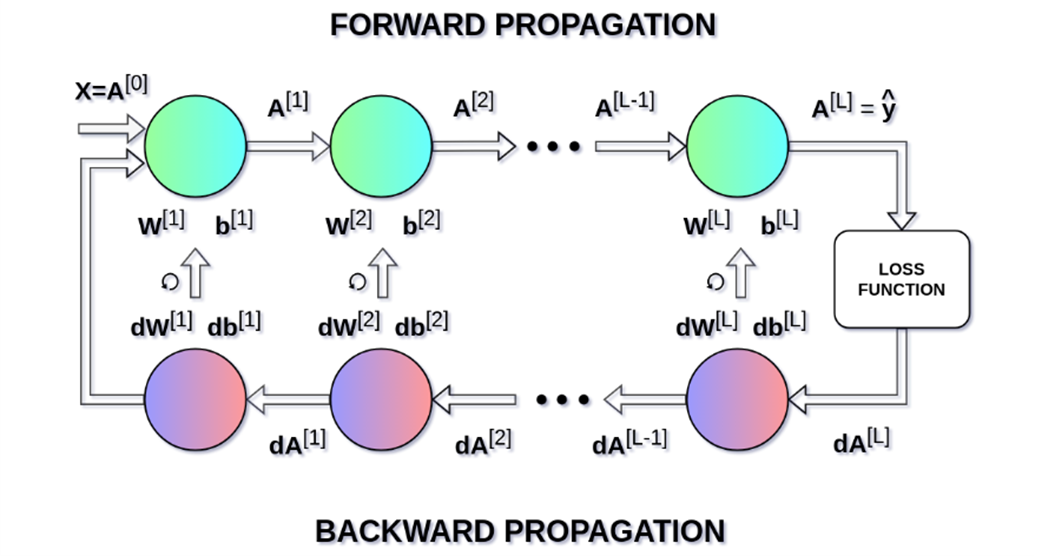 FORWARD PROPAGATION
X=A[0]
A[1]
A[2]
A[L-1]
A[L] = ŷ
W[1] b[1]
W[2] b[2]
W[L] b[L]
LOSS
FUNCTION
dW[1] db[1]
dW[2] db[2]
dW[L] db[L]
dA[1]
dA[2]
dA[L-1]
dA[L]
BACKWARD PROPAGATION